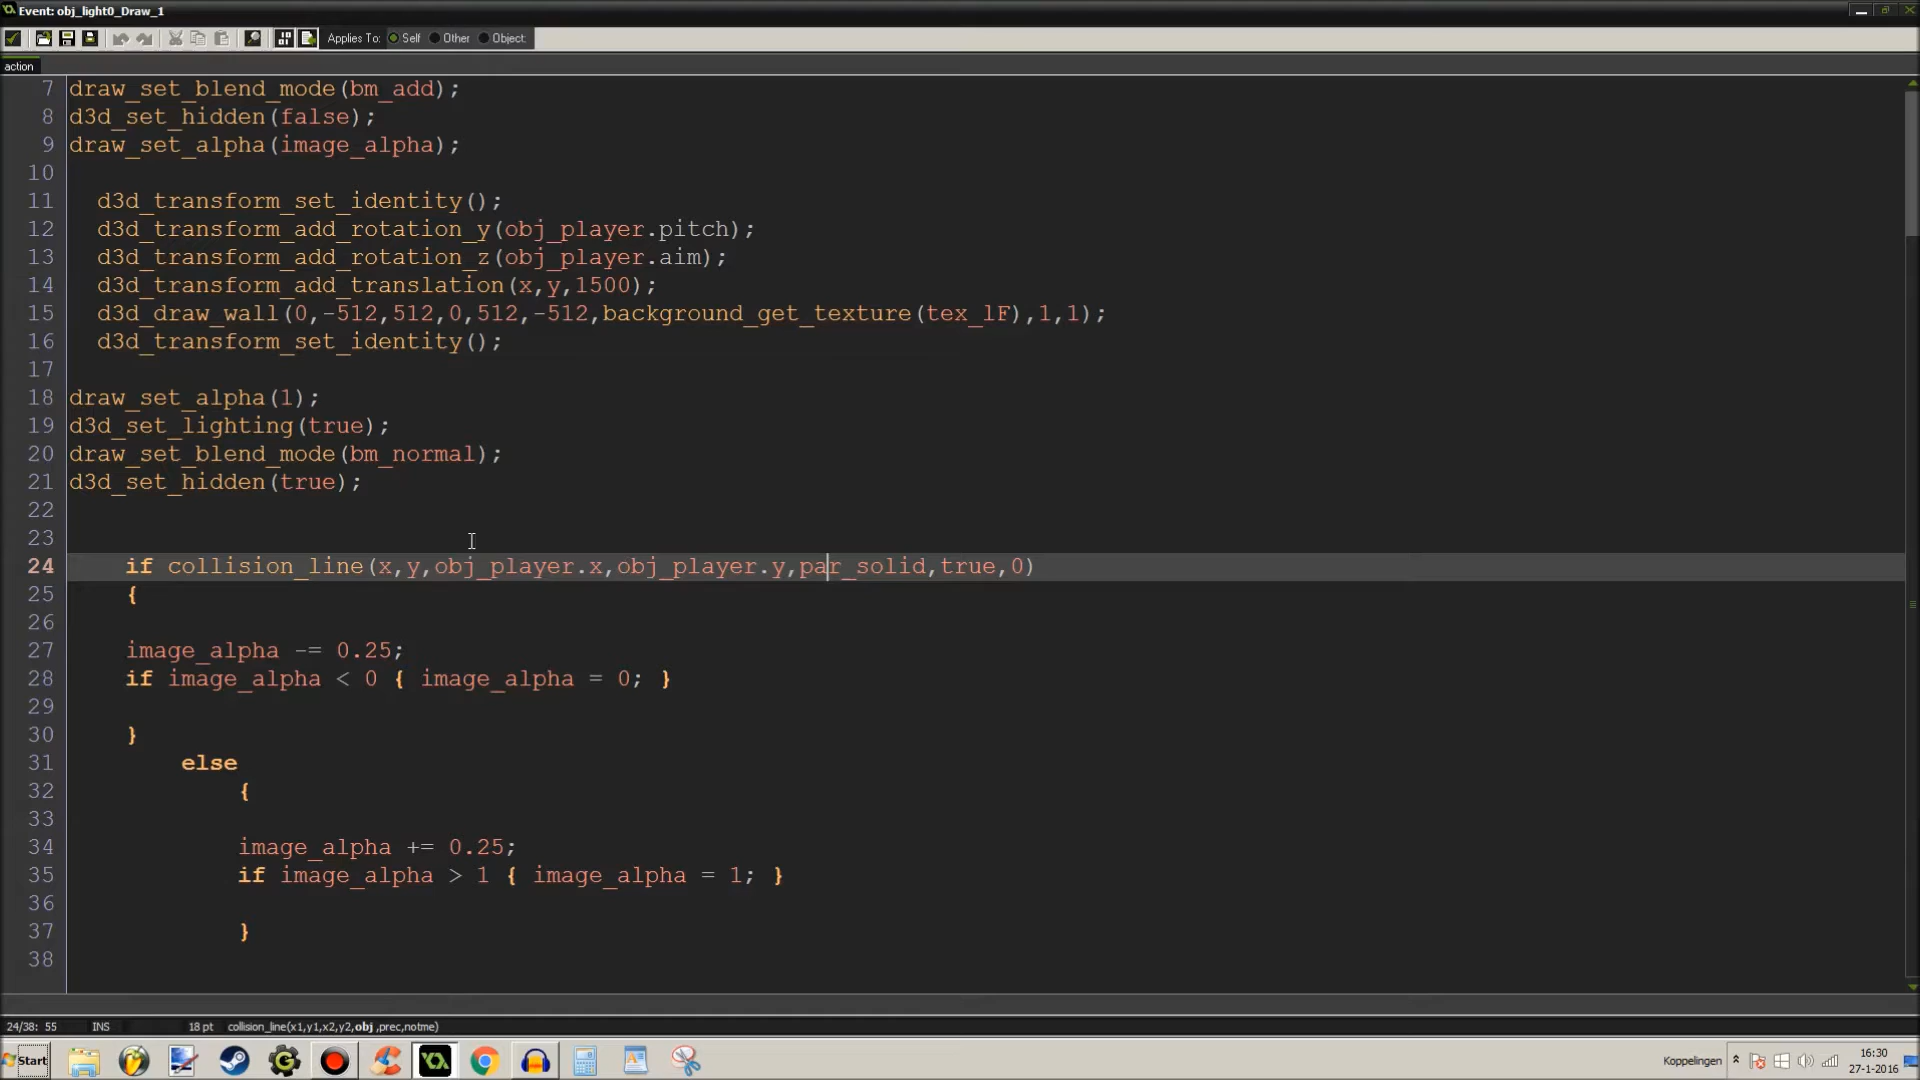 Event: obj_light0_Draw_1
Applies To: Self Other Object:
action
7 draw_set_blend_mode(bm_add);
8 d3d_set_hidden(false);
9 draw_set_alpha(image_alpha);
10
11 d3d_transform_set_identity();
12 d3d_transform_add_rotation_y(obj_player.pitch);
13 d3d_transform_add_rotation_z(obj_player.aim);
14 d3d_transform_add_translation(x,y,1500);
15 d3d_draw_wall(0,-512,512,0,512,-512,background_get_texture(tex_lF),1,1);
16 d3d_transform_set_identity();
17
18 draw_set_alpha(1);
19 d3d_set_lighting(true);
20 draw_set_blend_mode(bm_normal);
21 d3d_set_hidden(true);
22
23
24 if collision_line(x,y,obj_player.x,obj_player.y,par_solid,true,0)
25 {
26
27 image_alpha -= 0.25;
28 if image_alpha < 0 { image_alpha = 0; }
29
30 }
31 else
32 {
33
34 image_alpha += 0.25;
35 if image_alpha > 1 { image_alpha = 1; }
36
37 }
38
24/38: 55 INS 18 pt collision_line(x1,y1,x2,y2,obj ,prec,notme)
Start Koppelingen 16:30
27-1-2016